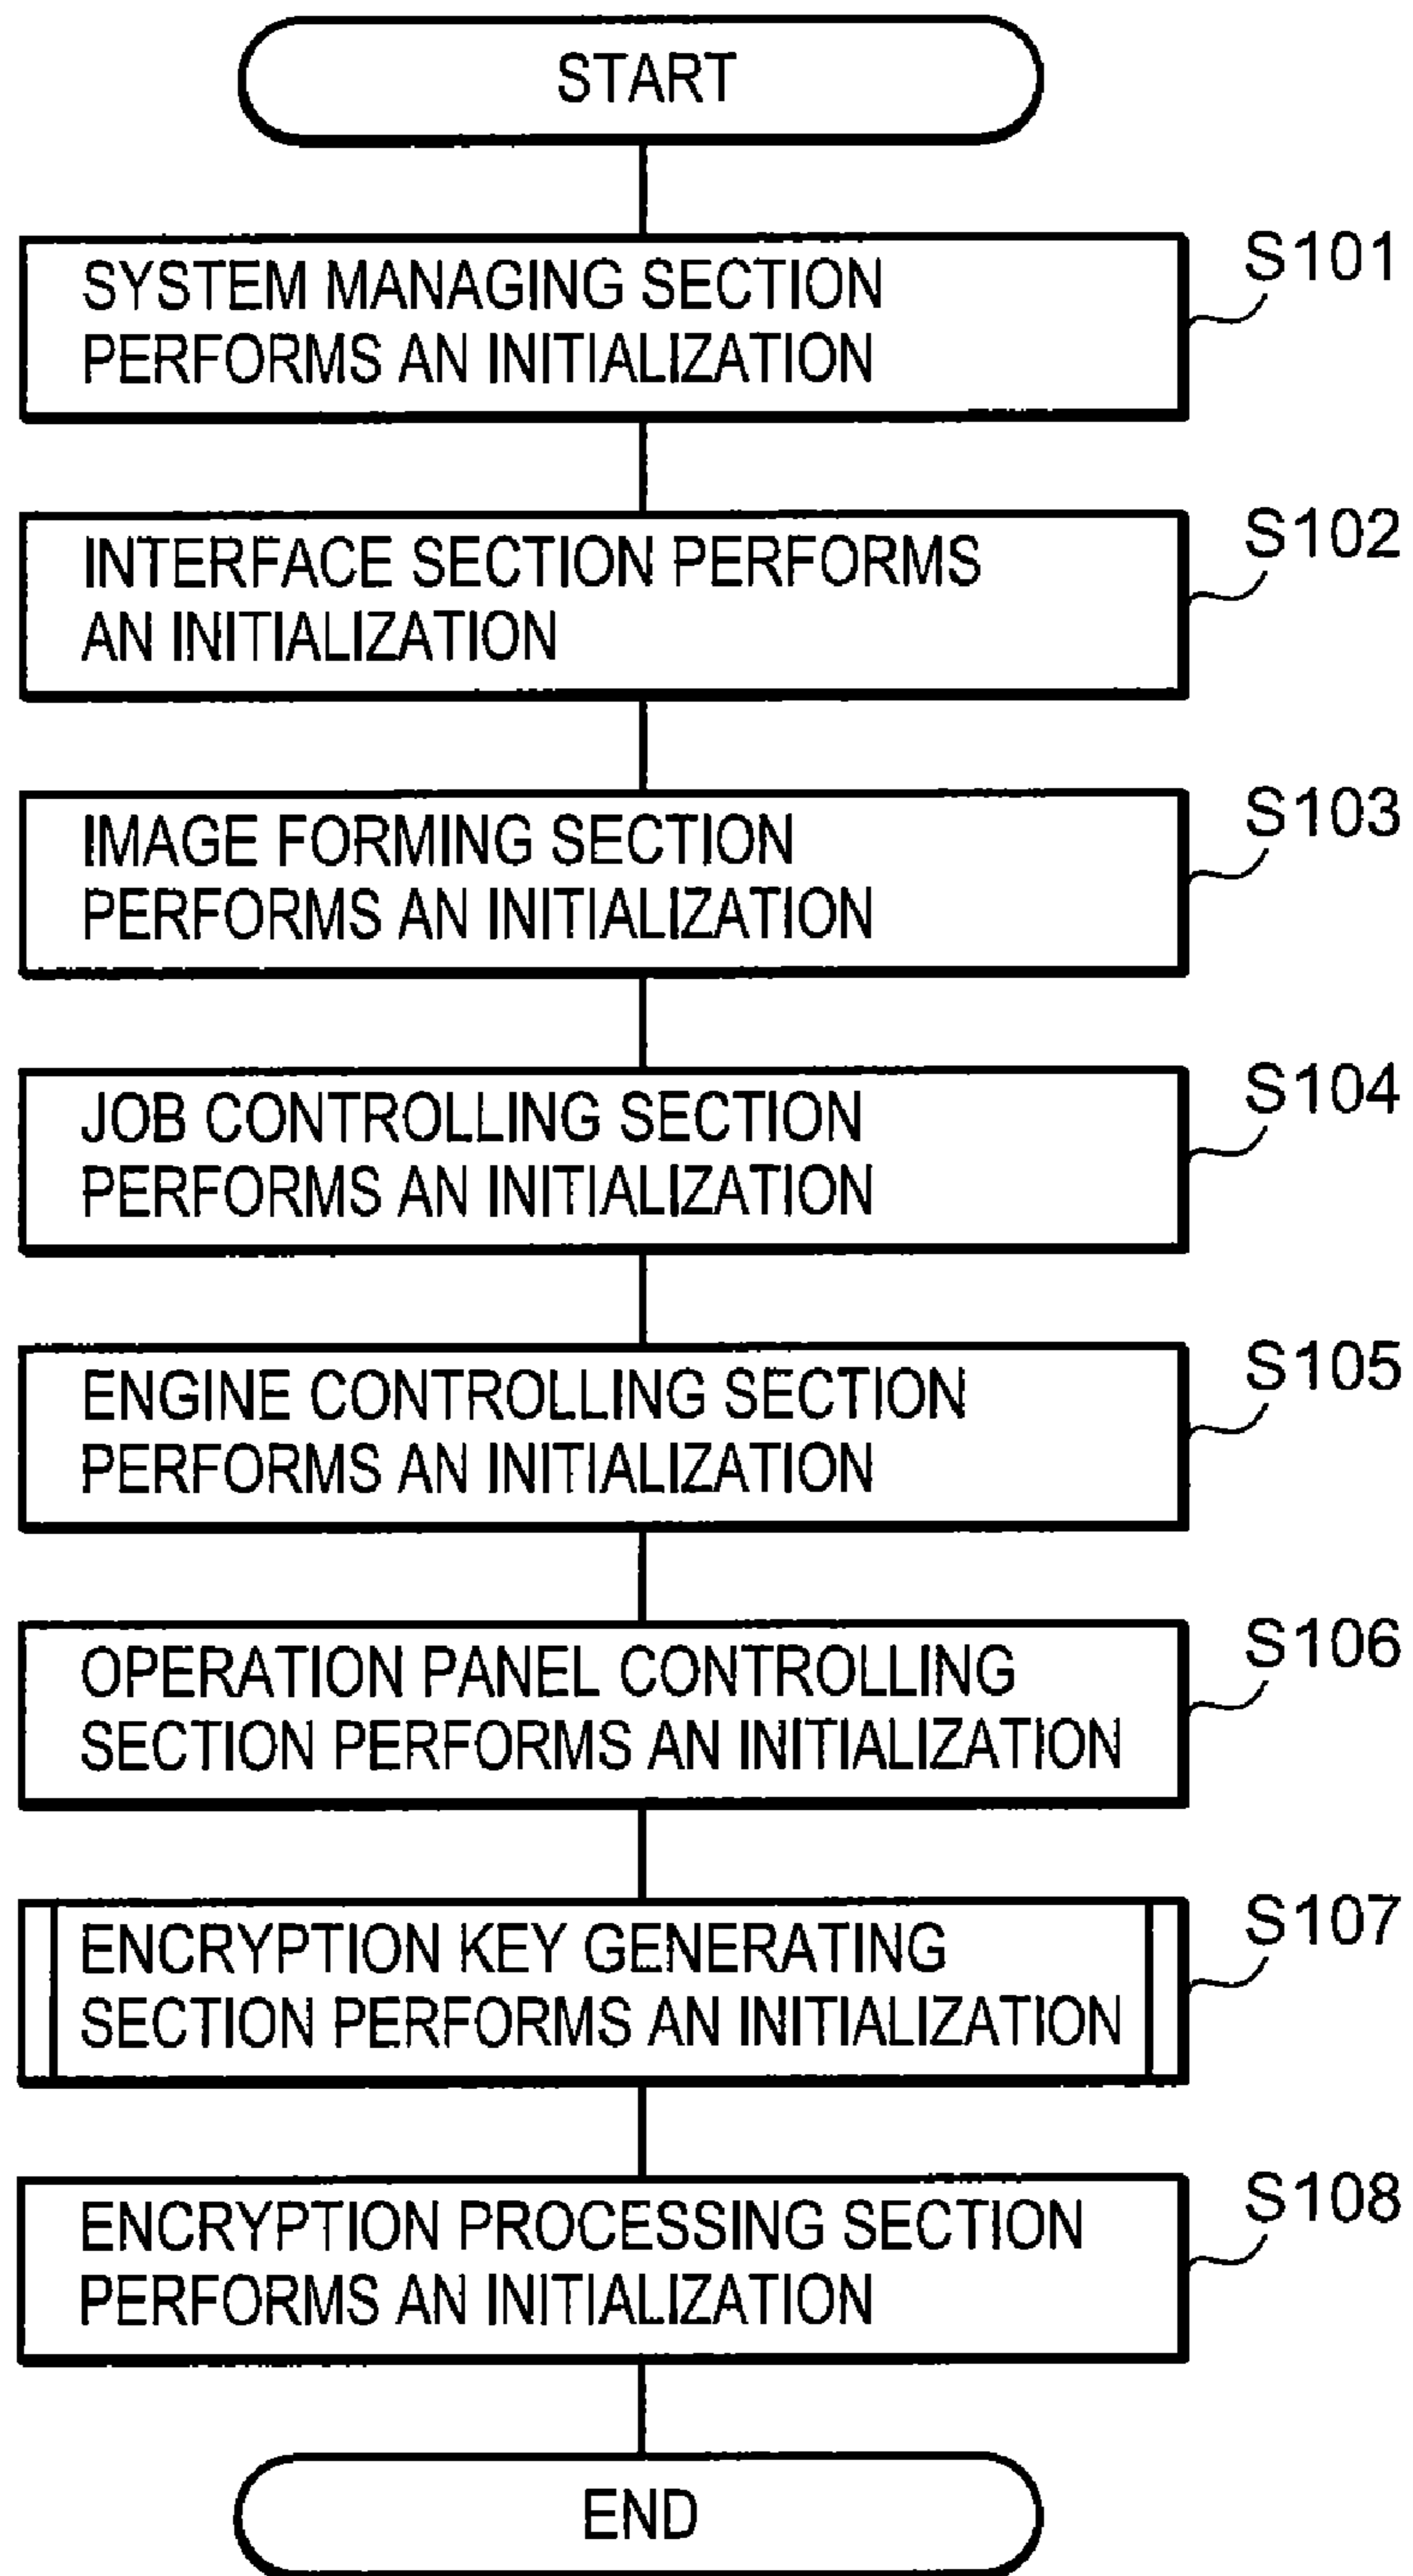 START
SYSTEM MANAGING SECTION
PERFORMS AN INITIALIZATION
S101
INTERFACE SECTION PERFORMS
AN INITIALIZATION
S102
IMAGE FORMING SECTION
PERFORMS AN INITIALIZATION
S103
JOB CONTROLLING SECTION
PERFORMS AN INITIALIZATION
S104
ENGINE CONTROLLING SECTION
PERFORMS AN INITIALIZATION
S105
OPERATION PANEL CONTROLLING
SECTION PERFORMS AN INITIALIZATION
S106
ENCRYPTION KEY GENERATING
SECTION PERFORMS AN INITIALIZATION
S107
ENCRYPTION PROCESSING SECTION
PERFORMS AN INITIALIZATION
S108
END